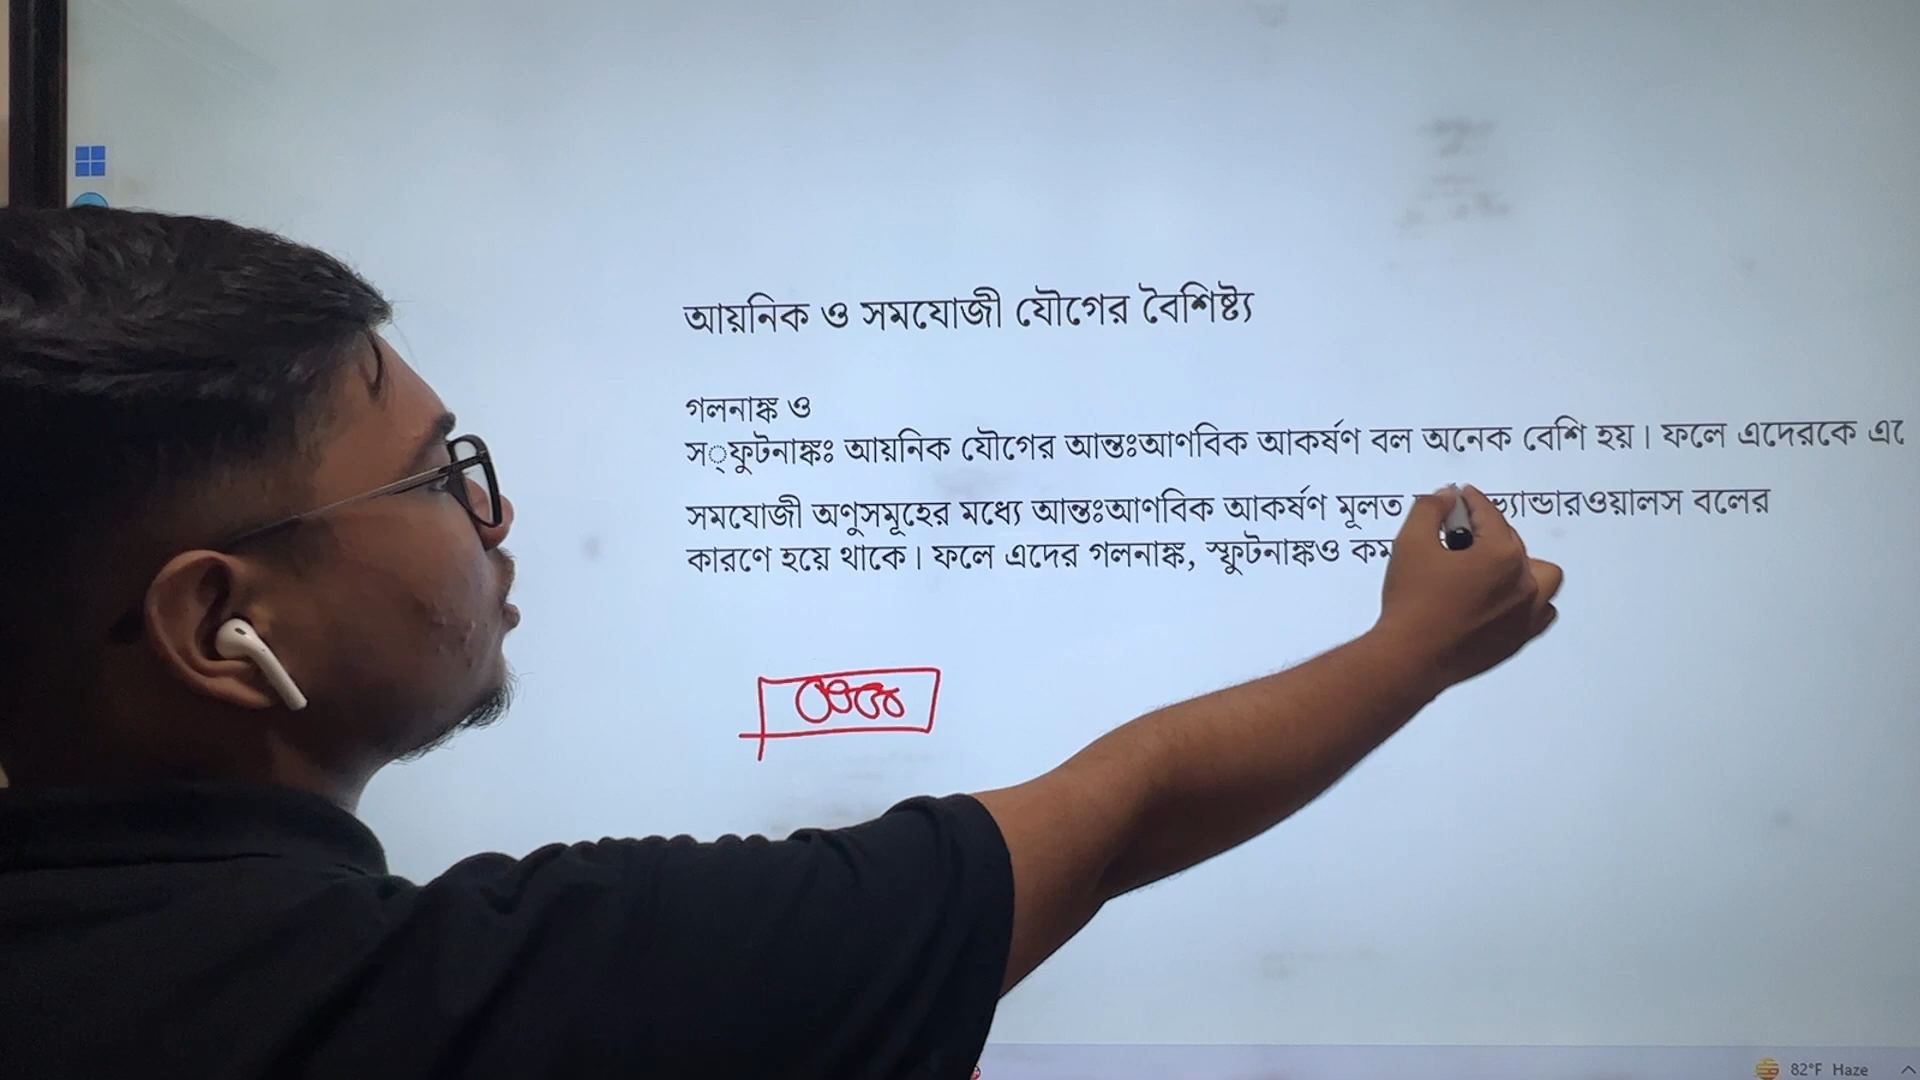 আয়নিক ও সমযোজী যৌগের বৈশিষ্ট্য
গলনাঙ্ক ও
স্ফুটনাঙ্কঃ আয়নিক যৌগের আন্তঃআণবিক আকর্ষণ বল অনেক বেশি হয়। ফলে এদেরকে
সমযোজী অণুসমূহের মধ্যে আন্তঃআণবিক আকর্ষণ মূলত ভ্যান্ডারওয়ালস বলের
কারণে হয়ে থাকে। ফলে এদের গলনাঙ্ক, স্ফুটনাঙ্কও কম
82°F Haze